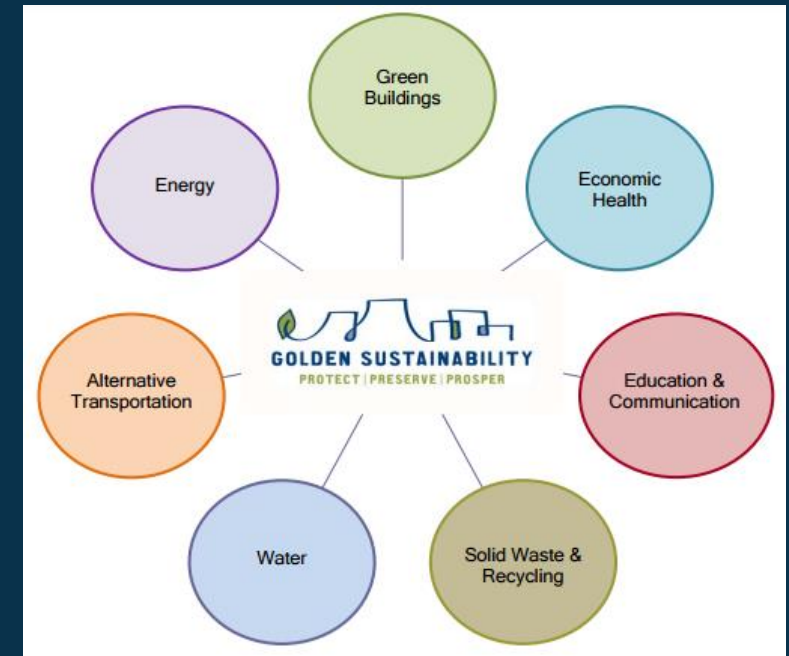 Green
Buildings
Energy
Economic
Health
GOLDEN SUSTAINABILITY
PROTECT | PRESERVE | PROSPER
Alternative
Transportation
Education &
Communication
Water
Solid Waste &
Recycling